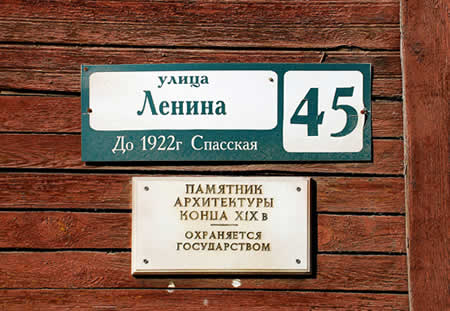 улица
Ленина
45
До 1922г Спасская
ПАМЯТНИК
АРХИТЕКТУРЫ
КОНЦА XIX в
ОХРАНЯЕТСЯ
ГОСУДАРСТВОМ